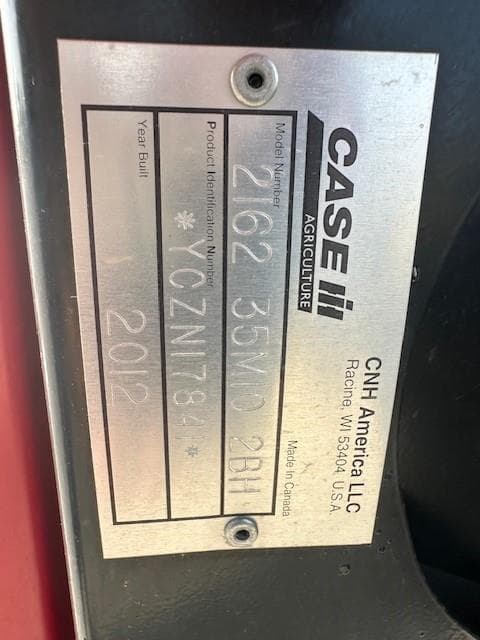 CASE IH
AGRICULTURE
CNH America LLC
Racine, WI 53404 U.S.A.
Model Number
Made In Canada
2162 35M10 2BH
Product Identification Number
*YCZN17841*
Year Built
2012